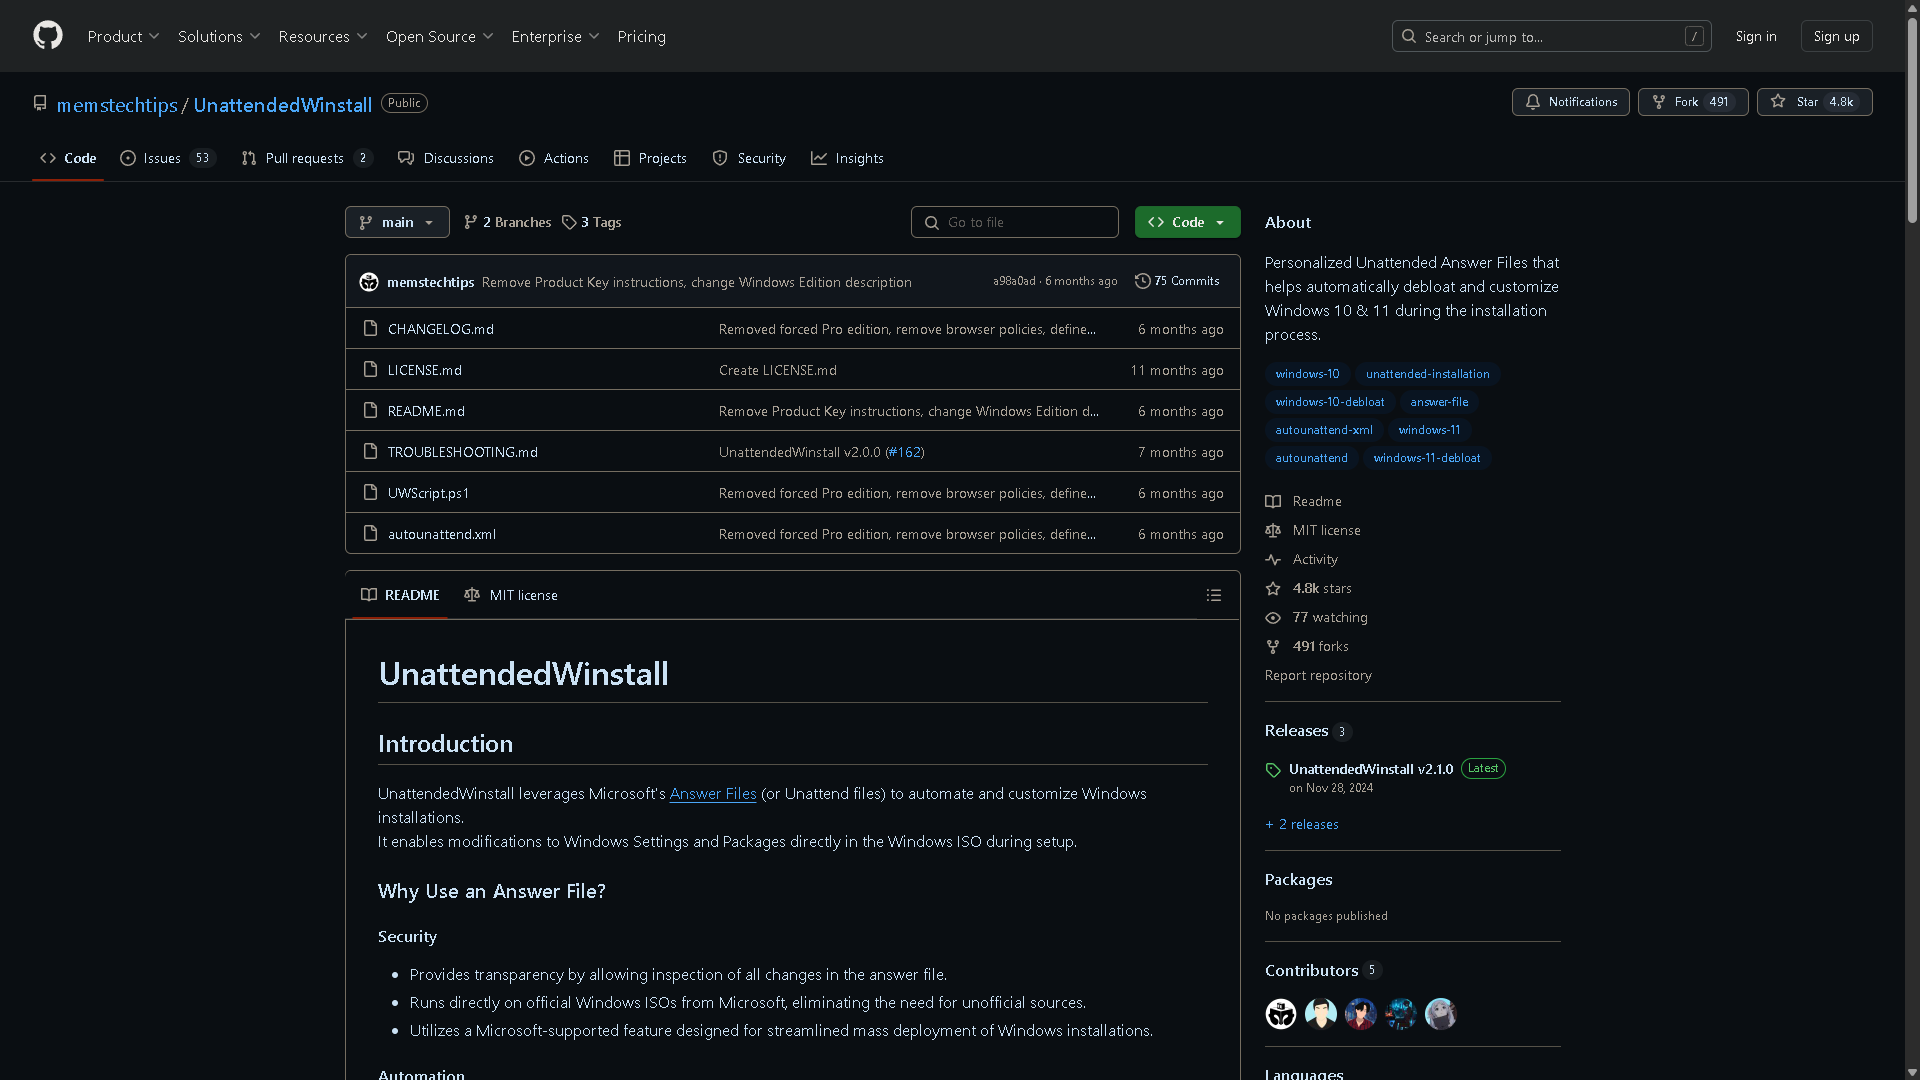 Product
Solutions
Resources
Open Source
Enterprise
Pricing
Search or jump to...
/
Sign in
Sign up
memstechtips / UnattendedWinstall
Public
Notifications
Fork 491
Star 4.8k
Code
Issues 53
Pull requests 2
Discussions
Actions
Projects
Security
Insights
main
2 Branches
3 Tags
Go to file
Code
memstechtips Remove Product Key instructions, change Windows Edition description a98a0ad · 6 months ago 75 Commits
CHANGELOG.md Removed forced Pro edition, remove browser policies, define... 6 months ago
LICENSE.md Create LICENSE.md 11 months ago
README.md Remove Product Key instructions, change Windows Edition d... 6 months ago
TROUBLESHOOTING.md UnattendedWinstall v2.0.0 (#162) 7 months ago
UWScript.ps1 Removed forced Pro edition, remove browser policies, define... 6 months ago
autounattend.xml Removed forced Pro edition, remove browser policies, define... 6 months ago
README
MIT license
UnattendedWinstall
Introduction
UnattendedWinstall leverages Microsoft's Answer Files (or Unattend files) to automate and customize Windows
installations.
It enables modifications to Windows Settings and Packages directly in the Windows ISO during setup.
Why Use an Answer File?
Security
• Provides transparency by allowing inspection of all changes in the answer file.
• Runs directly on official Windows ISOs from Microsoft, eliminating the need for unofficial sources.
• Utilizes a Microsoft-supported feature designed for streamlined mass deployment of Windows installations.
Automation
About
Personalized Unattended Answer Files that
helps automatically debloat and customize
Windows 10 & 11 during the installation
process.
windows-10 unattended-installation
windows-10-debloat answer-file
autounattend-xml windows-11
autounattend windows-11-debloat
Readme
MIT license
Activity
4.8k stars
77 watching
491 forks
Report repository
Releases 3
UnattendedWinstall v2.1.0 Latest
on Nov 28, 2024
+ 2 releases
Packages
No packages published
Contributors 5
Languages